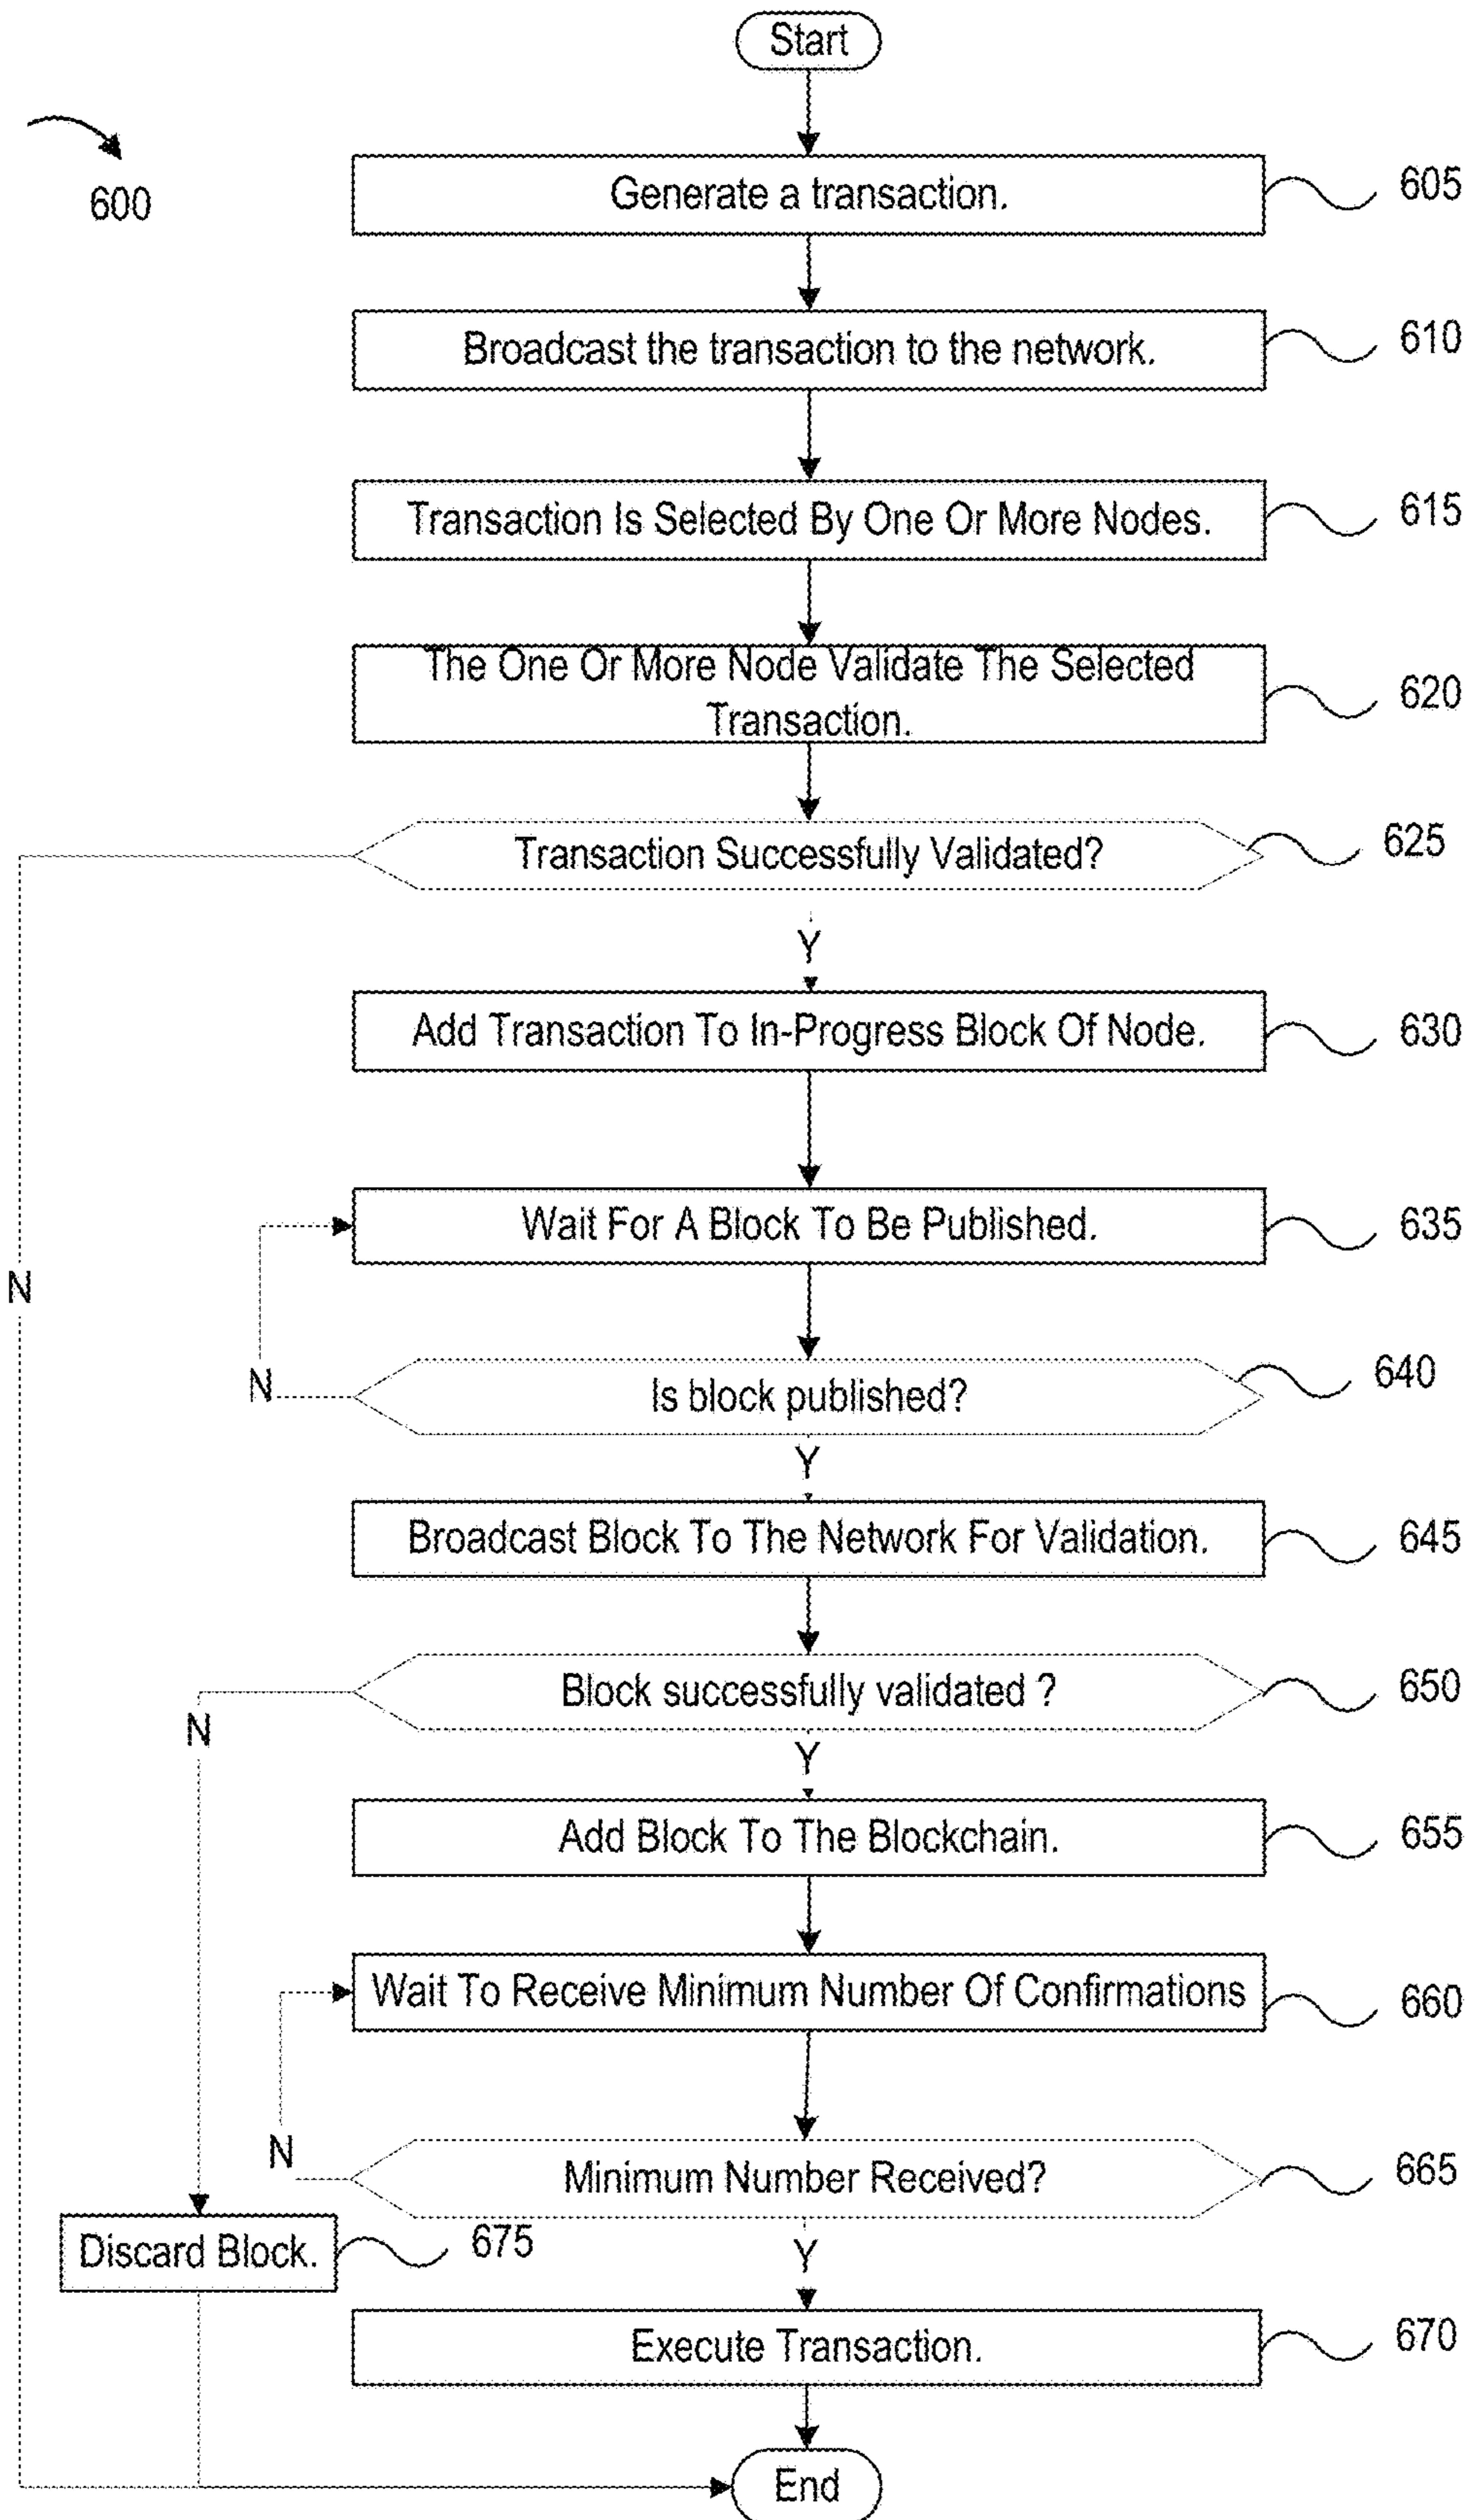 Start
600
Generate a transaction.
605
Broadcast the transaction to the network.
610
Transaction Is Selected By One Or More Nodes.
615
The One Or More Node Validate The Selected
Transaction.
620
Transaction Successfully Validated?
625
Y
Add Transaction To In-Progress Block Of Node.
630
Wait For A Block To Be Published.
635
N
Is block published?
640
N
Y
Broadcast Block To The Network For Validation.
645
Block successfully validated ?
650
N
Y
Add Block To The Blockchain.
655
Wait To Receive Minimum Number Of Confirmations
660
N
Minimum Number Received?
665
Discard Block.
675
Y
Execute Transaction.
670
End